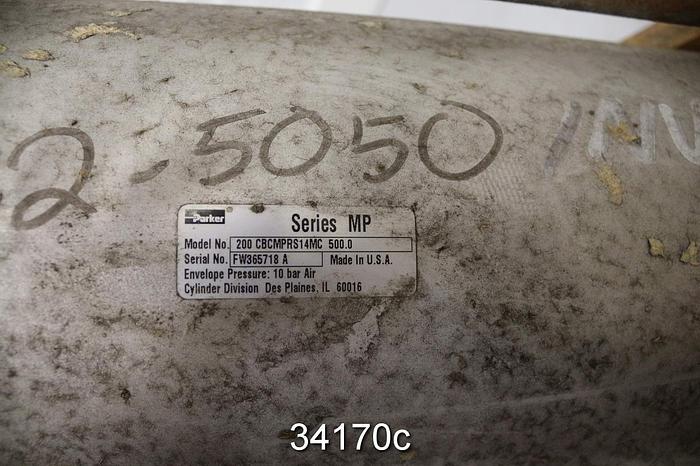 2-5050 INV
Parker
Series MP
Model No. 200 CBCMPRS14MC 500.0
Serial No. FW365718 A Made In U.S.A.
Envelope Pressure: 10 bar Air
Cylinder Division Des Plaines, IL 60016
34170c